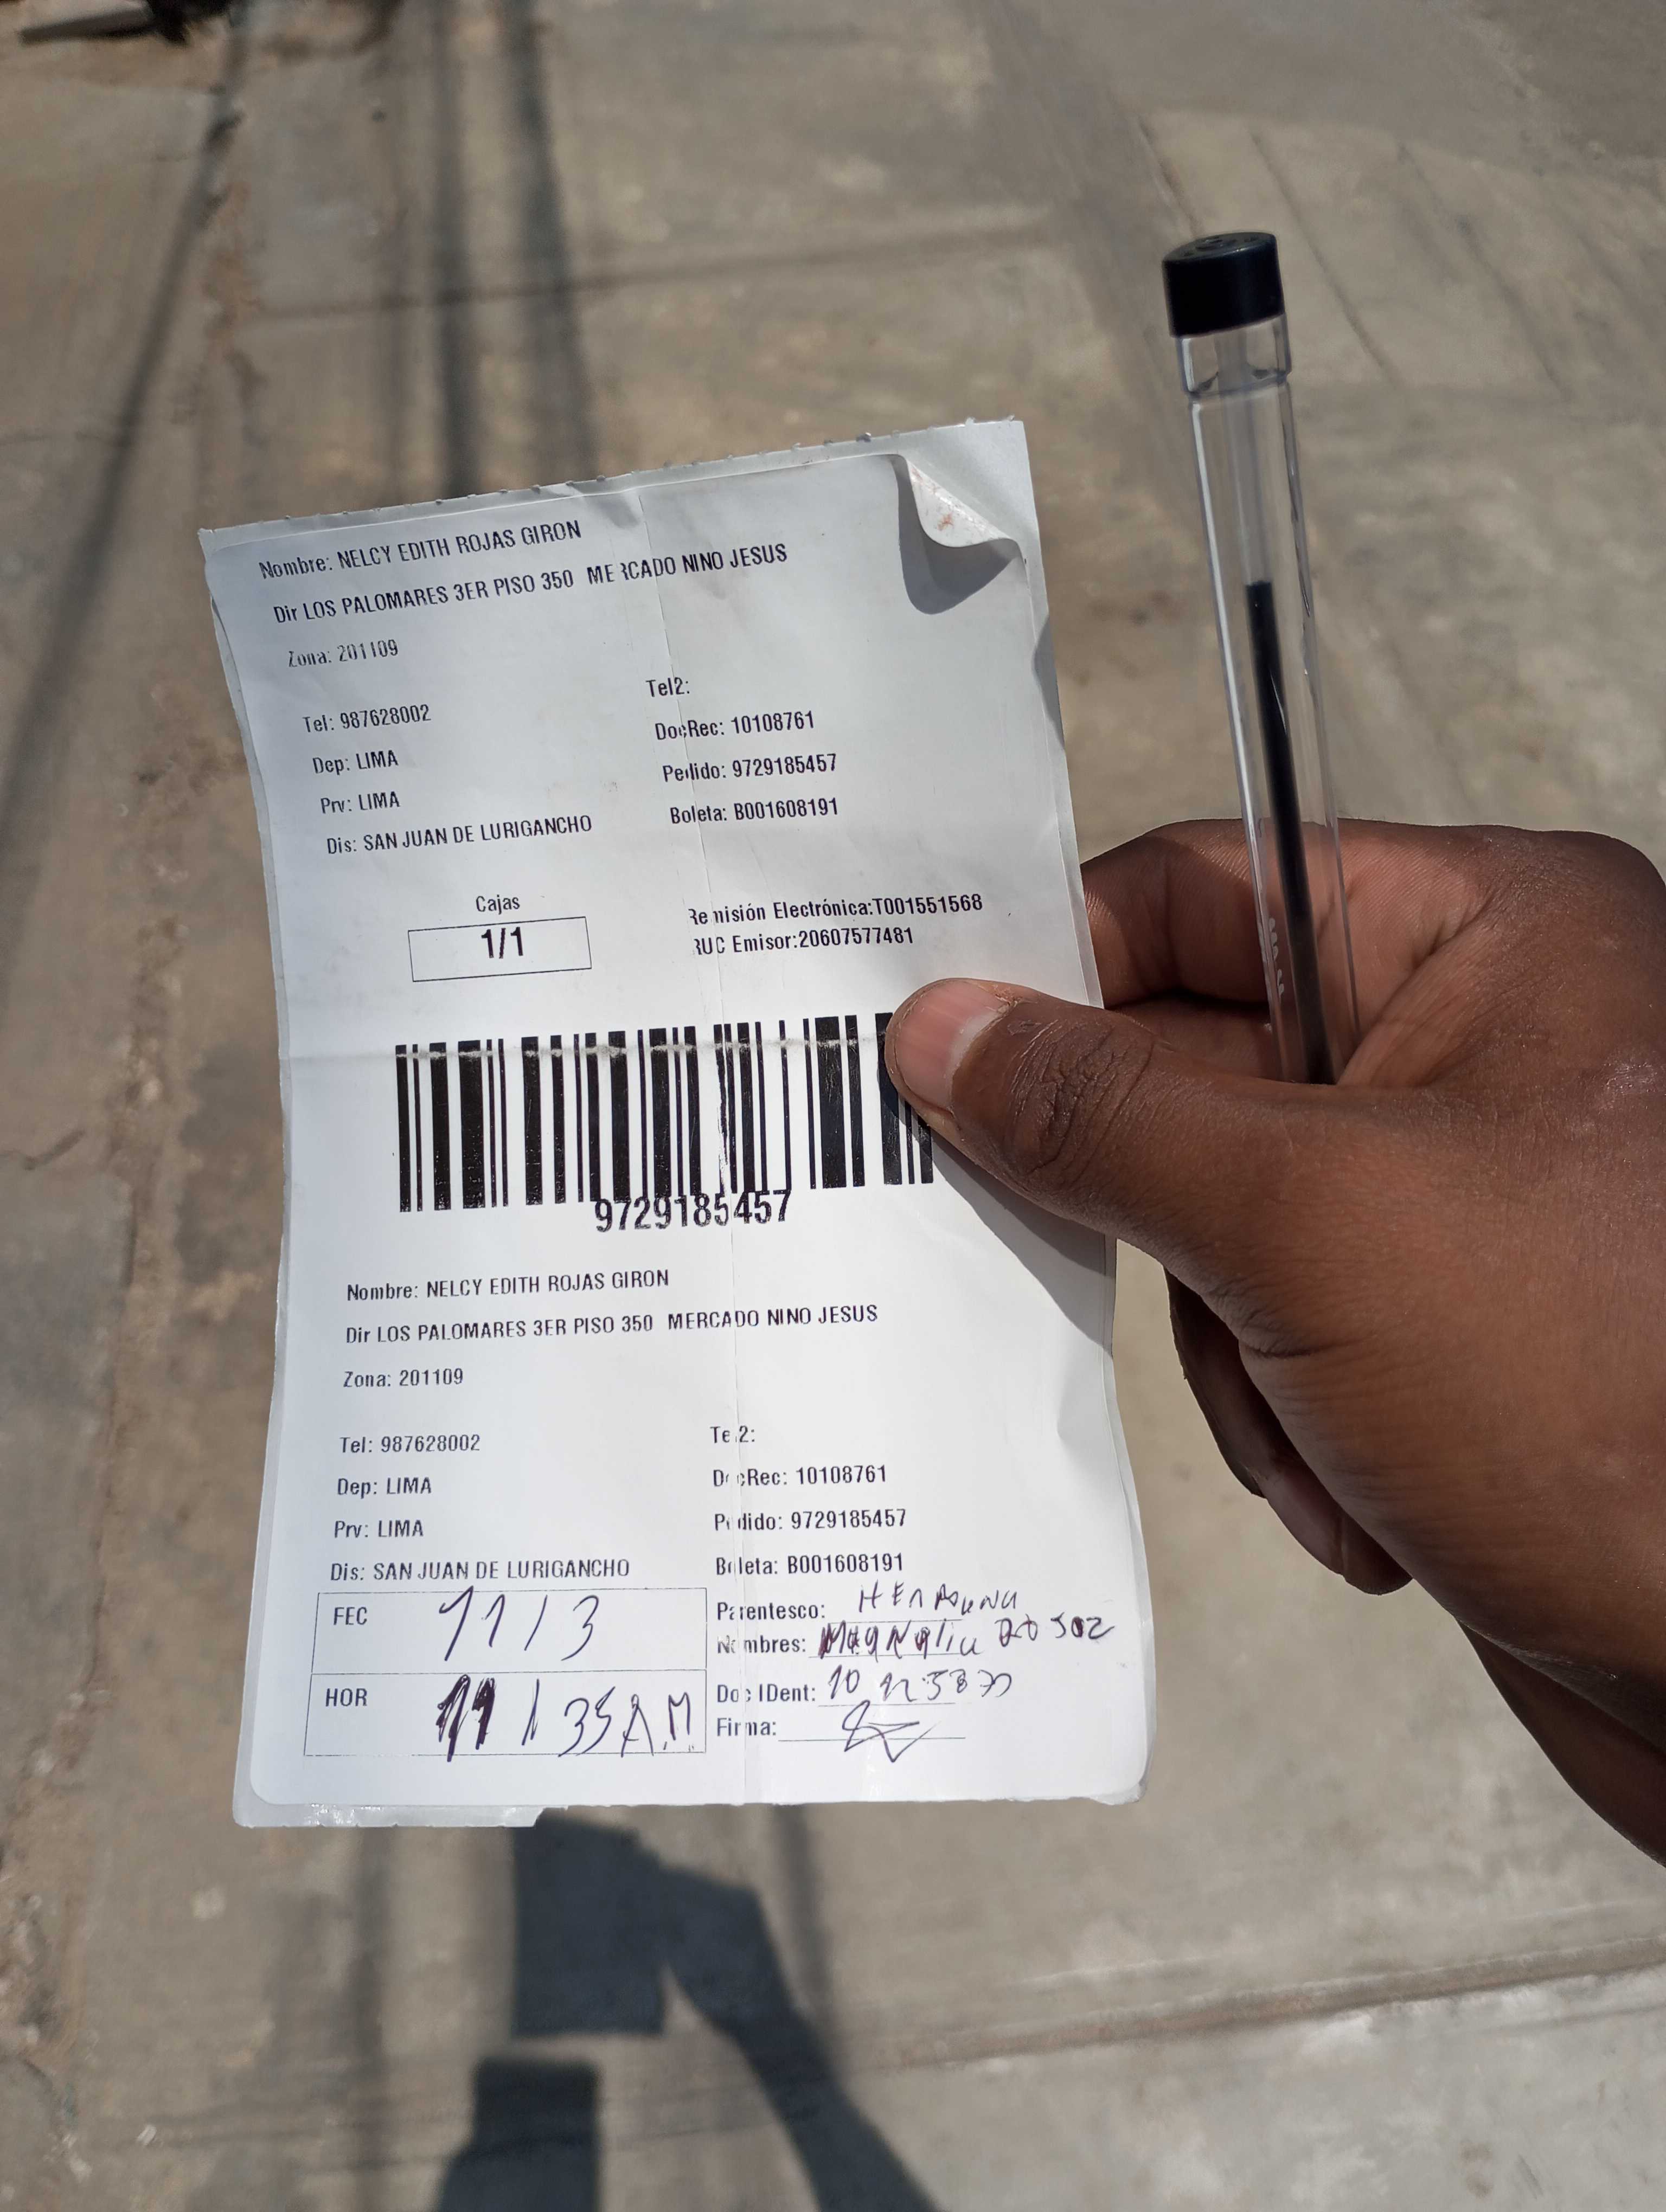 Nombre: NELCY EDITH ROJAS GIRON
Dir LOS PALOMARES 3ER PISO 350 MERCADO NINO JESUS
Zona: 201109
Tel: 987628002
Tel2:
Dep: LIMA
DocRec: 10108761
Prv: LIMA
Pedido: 9729185457
Dis: SAN JUAN DE LURIGANCHO
Boleta: B001608191
Cajas
1/1
Remisión Electrónica:T001551568
RUC Emisor:20607577481
9729185457
Nombre: NELCY EDITH ROJAS GIRON
Dir LOS PALOMARES 3ER PISO 350 MERCADO NINO JESUS
Zona: 201109
Tel: 987628002
Tel2:
Dep: LIMA
DocRec: 10108761
Prv: LIMA
Pedido: 9729185457
Dis: SAN JUAN DE LURIGANCHO
Boleta: B001608191
FEC 11/3
Parentesco: HERMANA
Nombres:
HOR 11/35 A.M
Doc IDent:
Firma: